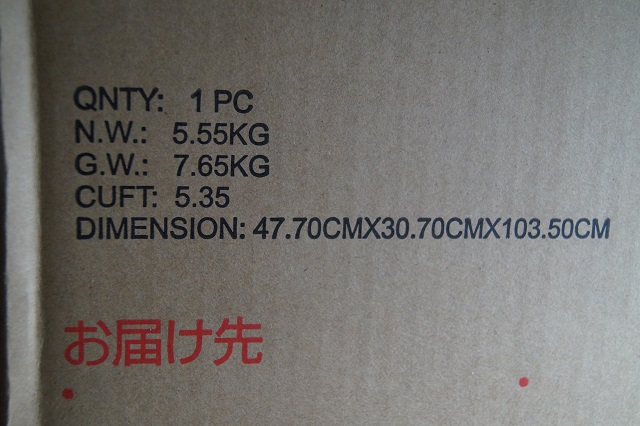 QNTY: 1 PC
N.W.: 5.55KG
G.W.: 7.65KG
CUFT: 5.35
DIMENSION: 47.70CMX30.70CMX103.50CM
お届け先